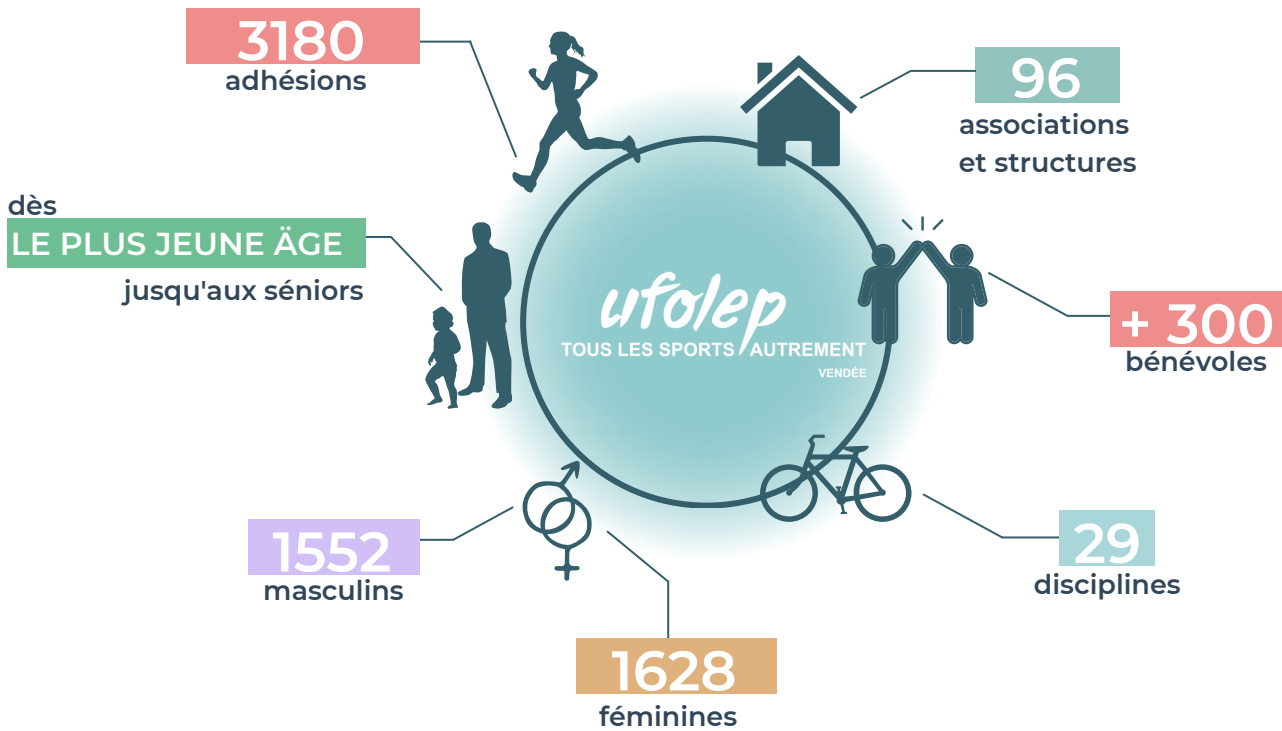 3180
adhésions
96
associations
et structures
dès
LE PLUS JEUNE ÄGE
jusqu'aux séniors
ufolep
TOUS LES SPORTS AUTREMENT
VENDÉE
+ 300
bénévoles
1552
masculins
29
disciplines
1628
féminines